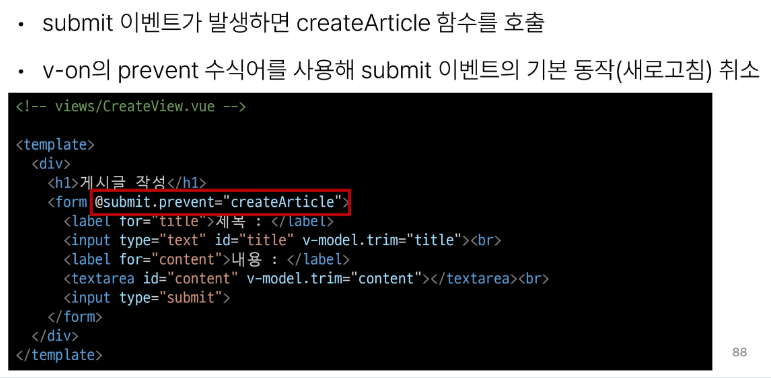 • submit 이벤트가 발생하면 createArticle 함수를 호출
• v-on의 prevent 수식어를 사용해 submit 이벤트의 기본 동작(새로고침) 취소
<!-- views/CreateView.vue -->
<template>
  <div>
    <h1>게시글 작성</h1>
    <form @submit.prevent="createArticle">
      <label for="title">제목 : </label>
      <input type="text" id="title" v-model.trim="title"><br>
      <label for="content">내용 : </label>
      <textarea id="content" v-model.trim="content"></textarea><br>
      <input type="submit">
    </form>
  </div>
</template>
88